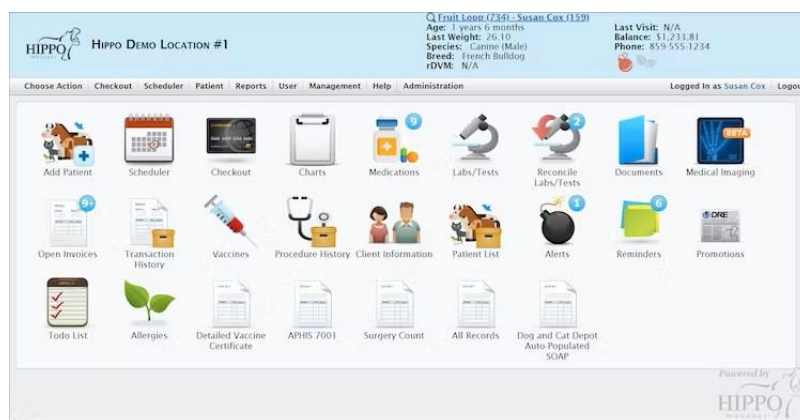 HIPPO
manager
HIPPO DEMO LOCATION #1
Fruit Loop (734) - Susan Cox (159)
Age: 1 years 6 months
Last Weight: 26.10
Species: Canine (Male)
Breed: French Bulldog
rDVM: N/A
Last Visit: N/A
Balance: $1,233.81
Phone: 859-555-1234
Choose Action Checkout Scheduler Patient Reports User Management Help Administration Logged In as Susan Cox Logou
9 2 BETA
Add Patient Scheduler Checkout Charts Medications Labs/Tests Reconcile Labs/Tests Documents Medical Imaging
9+ 1 6 DRE
Open Invoices Transaction History Vaccines Procedure History Client Information Patient List Alerts Reminders Promotions
Todo List Allergies Detailed Vaccine Certificate APHIS 7001 Surgery Count All Records Dog and Cat Depot Auto-Populated SOAP
Powered by
HIPPO
manager